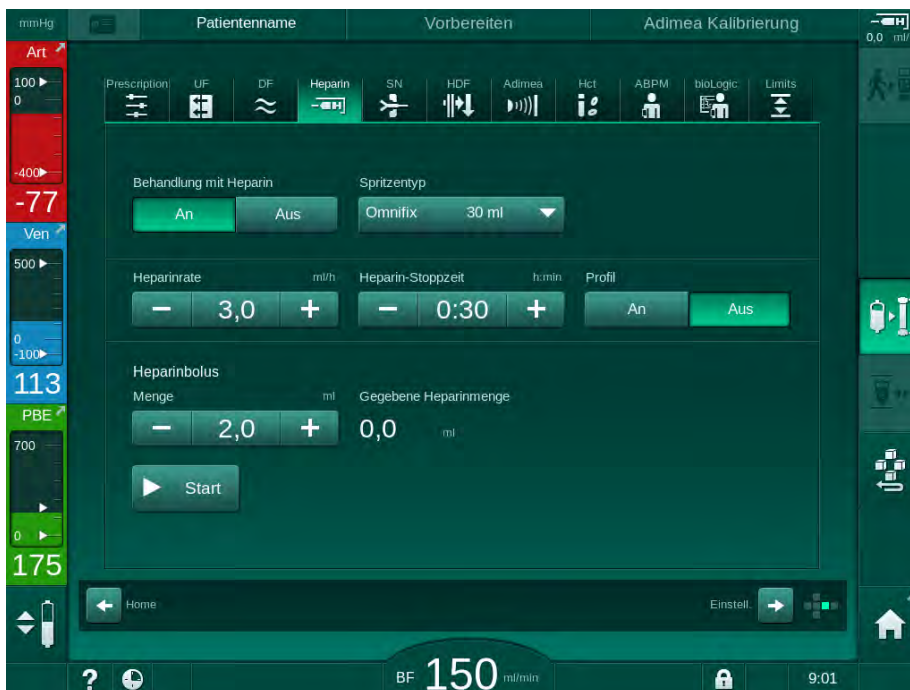 mmHg
Patientenname
Vorbereiten
Adimea Kalibrierung
0,0 ml/
Art
100
0
-400
-77
Ven
500
0
-100
113
PBE
700
0
175
Prescription
UF
DF
Heparin
SN
HDF
Adimea
Hct
ABPM
bioLogic
Limits
Behandlung mit Heparin
Spritzentyp
An
Aus
Omnifix 30 ml
Heparinrate ml/h
Heparin-Stoppzeit h:min
Profil
− 3,0 +
− 0:30 +
An
Aus
Heparinbolus
Menge ml
Gegebene Heparinmenge
− 2,0 +
0,0 ml
Start
Home
Einstell.
? BF 150 ml/min
9:01